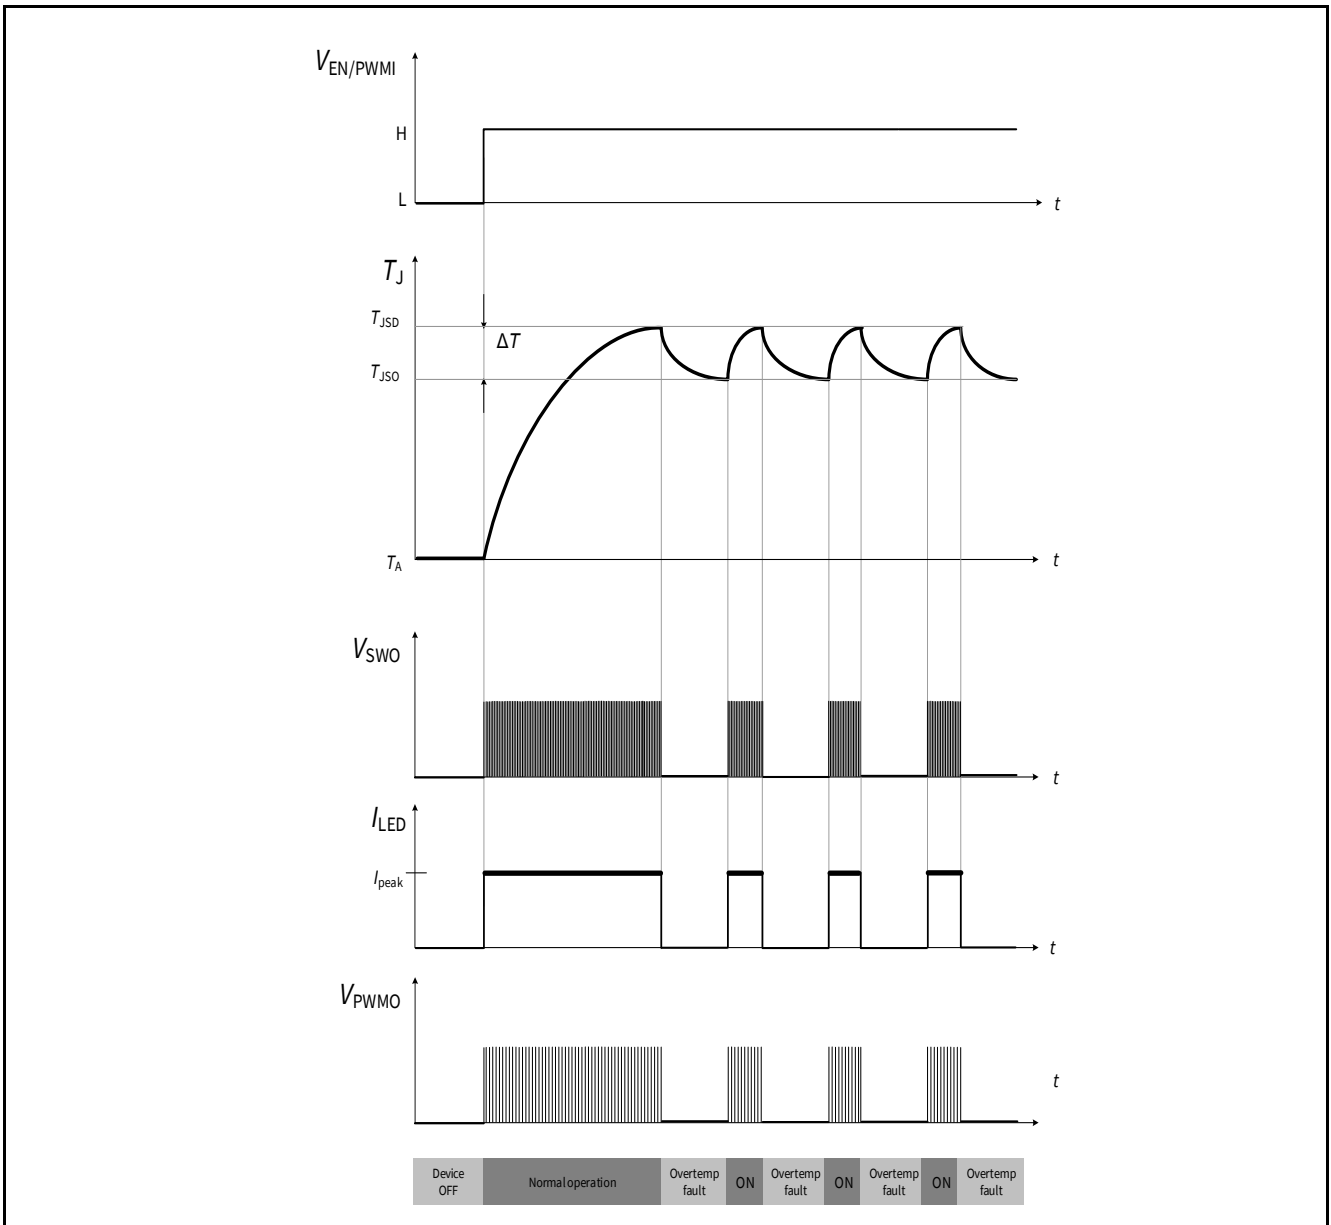 V_EN/PWMI
H
L
t
T_J
T_JSD
ΔT
T_JSO
T_A
t
V_SWO
t
I_LED
I_peak
t
V_PWMO
t
Device
OFF
Normal operation
Overtemp
fault
ON
Overtemp
fault
ON
Overtemp
fault
ON
Overtemp
fault